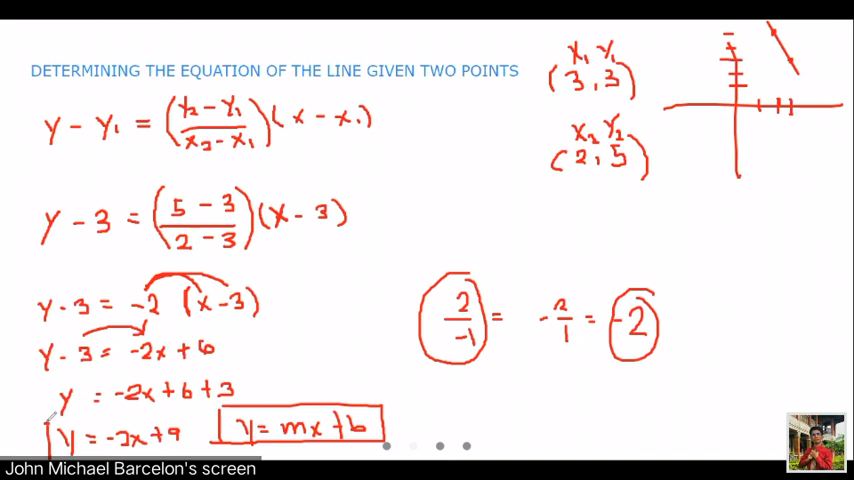 DETERMINING THE EQUATION OF THE LINE GIVEN TWO POINTS
x₁ y₁
(3, 3)
x₂ y₂
(2, 5)
y - y₁ = (y₂ - y₁ / x₂ - x₁)(x - x₁)
y - 3 = (5 - 3 / 2 - 3)(x - 3)
y - 3 = -2 (x - 3)
y - 3 = -2x + 6
y = -2x + 6 + 3
y = -2x + 9
y = mx + b
2/-1 = -2/1 = -2
John Michael Barcelon's screen